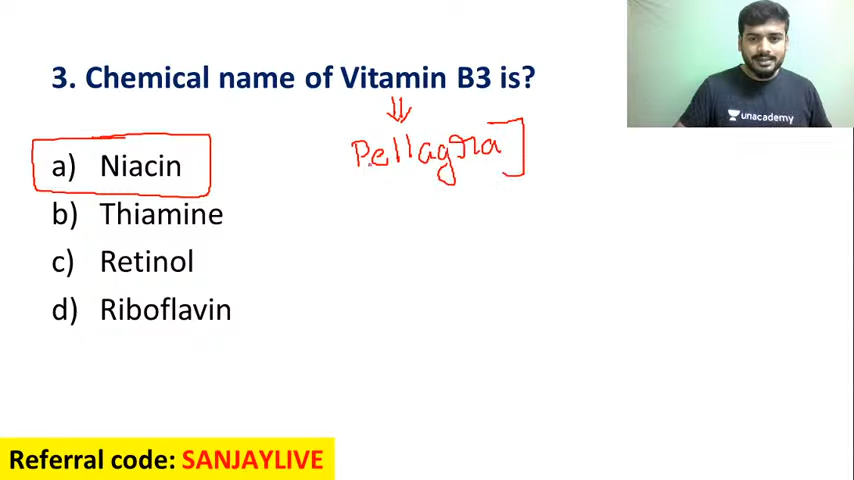 3. Chemical name of Vitamin B3 is?
Pellagra
a) Niacin
b) Thiamine
c) Retinol
d) Riboflavin
unacademy
Referral code: SANJAYLIVE